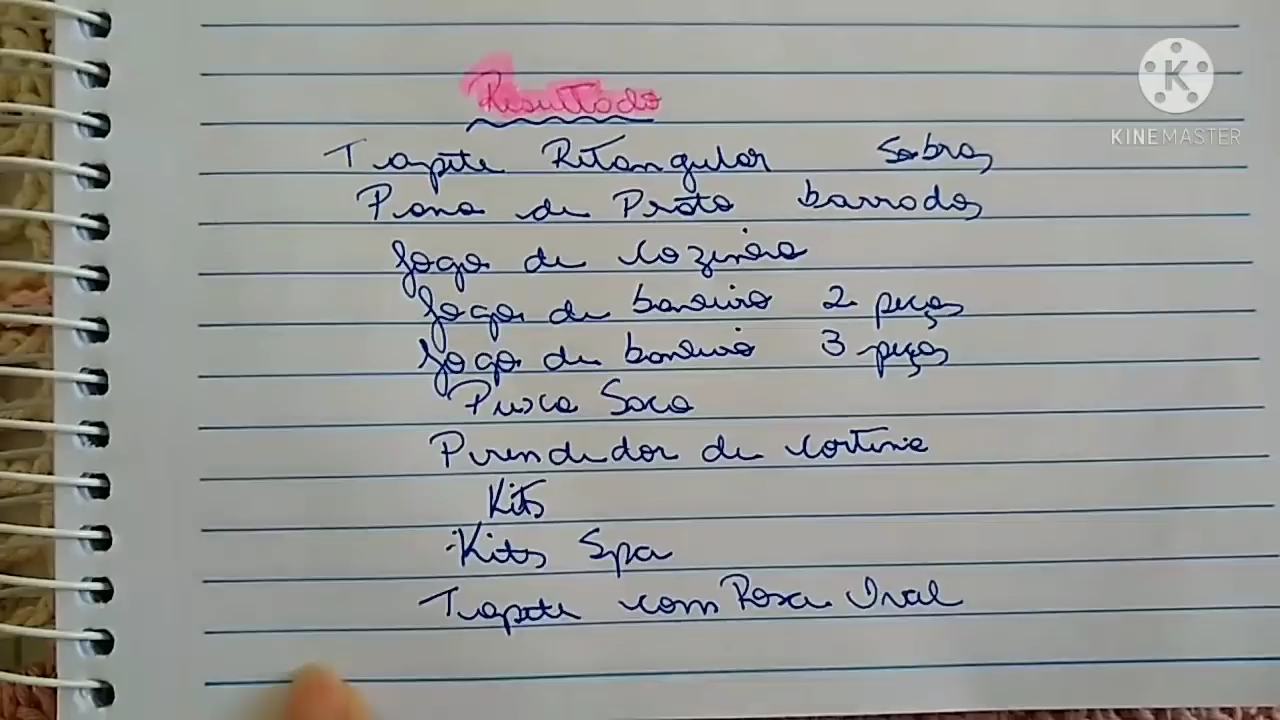 Resultado
Tapete Retangular Sobras
Pano de Prato barrados
Jogo de Cozinha
Jogo de banheiro 2 peças
Jogo de banheiro 3 peças
Puxa Saco
Prendedor de cortina
Kits
Kits Spa
Tapete com Rosa Oval
KINEMASTER